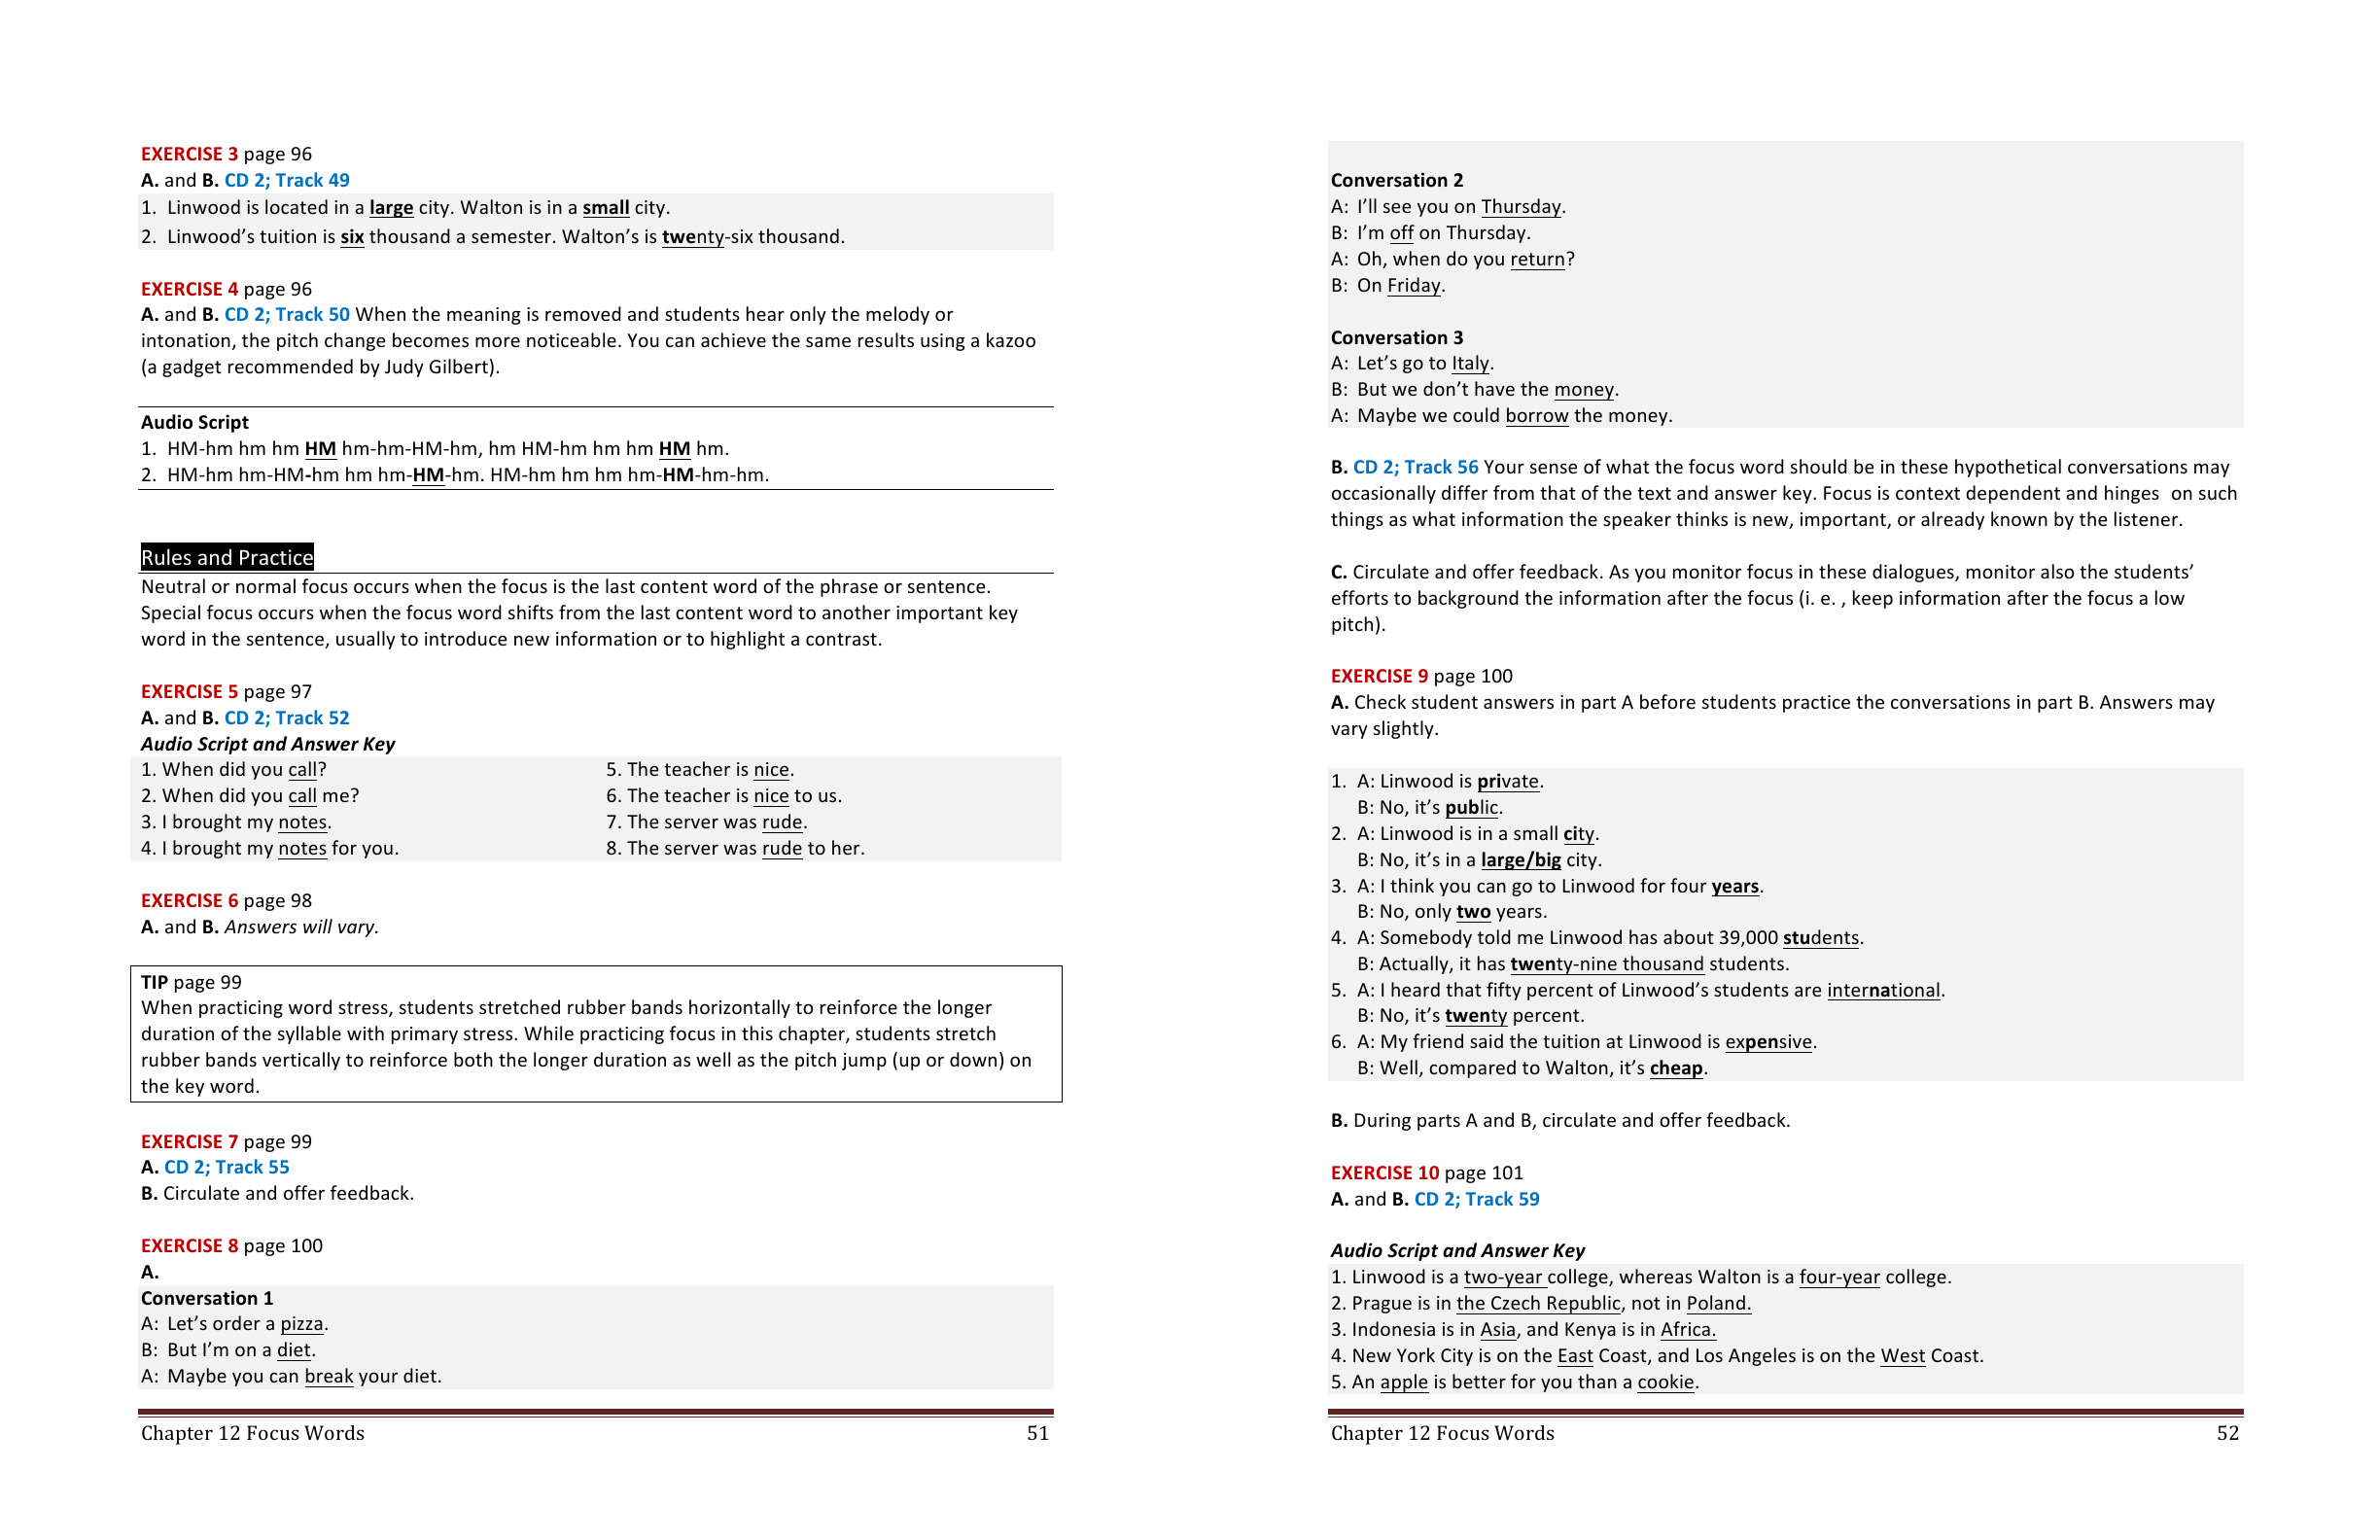 EXERCISE 3 page 96
A. and B. CD 2; Track 49
1. Linwood is located in a large city. Walton is in a small city.
2. Linwood’s tuition is six thousand a semester. Walton’s is twenty-six thousand.
EXERCISE 4 page 96
A. and B. CD 2; Track 50 When the meaning is removed and students hear only the melody or
intonation, the pitch change becomes more noticeable. You can achieve the same results using a kazoo
(a gadget recommended by Judy Gilbert).
Audio Script
1. HM-hm hm hm HM hm-hm-HM-hm, hm HM-hm hm hm HM hm.
2. HM-hm hm-HM-hm hm hm-HM-hm. HM-hm hm hm hm-HM-hm-hm.
Rules and Practice
Neutral or normal focus occurs when the focus is the last content word of the phrase or sentence.
Special focus occurs when the focus word shifts from the last content word to another important key
word in the sentence, usually to introduce new information or to highlight a contrast.
EXERCISE 5 page 97
A. and B. CD 2; Track 52
Audio Script and Answer Key
1. When did you call?
2. When did you call me?
3. I brought my notes.
4. I brought my notes for you.
5. The teacher is nice.
6. The teacher is nice to us.
7. The server was rude.
8. The server was rude to her.
EXERCISE 6 page 98
A. and B. Answers will vary.
TIP page 99
When practicing word stress, students stretched rubber bands horizontally to reinforce the longer
duration of the syllable with primary stress. While practicing focus in this chapter, students stretch
rubber bands vertically to reinforce both the longer duration as well as the pitch jump (up or down) on
the key word.
EXERCISE 7 page 99
A. CD 2; Track 55
B. Circulate and offer feedback.
EXERCISE 8 page 100
A.
Conversation 1
A: Let’s order a pizza.
B: But I’m on a diet.
A: Maybe you can break your diet.
Chapter 12 Focus Words 51
Conversation 2
A: I’ll see you on Thursday.
B: I’m off on Thursday.
A: Oh, when do you return?
B: On Friday.
Conversation 3
A: Let’s go to Italy.
B: But we don’t have the money.
A: Maybe we could borrow the money.
B. CD 2; Track 56 Your sense of what the focus word should be in these hypothetical conversations may
occasionally differ from that of the text and answer key. Focus is context dependent and hinges on such
things as what information the speaker thinks is new, important, or already known by the listener.
C. Circulate and offer feedback. As you monitor focus in these dialogues, monitor also the students’
efforts to background the information after the focus (i. e. , keep information after the focus a low
pitch).
EXERCISE 9 page 100
A. Check student answers in part A before students practice the conversations in part B. Answers may
vary slightly.
1. A: Linwood is private.
B: No, it’s public.
2. A: Linwood is in a small city.
B: No, it’s in a large/big city.
3. A: I think you can go to Linwood for four years.
B: No, only two years.
4. A: Somebody told me Linwood has about 39,000 students.
B: Actually, it has twenty-nine thousand students.
5. A: I heard that fifty percent of Linwood’s students are international.
B: No, it’s twenty percent.
6. A: My friend said the tuition at Linwood is expensive.
B: Well, compared to Walton, it’s cheap.
B. During parts A and B, circulate and offer feedback.
EXERCISE 10 page 101
A. and B. CD 2; Track 59
Audio Script and Answer Key
1. Linwood is a two-year college, whereas Walton is a four-year college.
2. Prague is in the Czech Republic, not in Poland.
3. Indonesia is in Asia, and Kenya is in Africa.
4. New York City is on the East Coast, and Los Angeles is on the West Coast.
5. An apple is better for you than a cookie.
Chapter 12 Focus Words 52